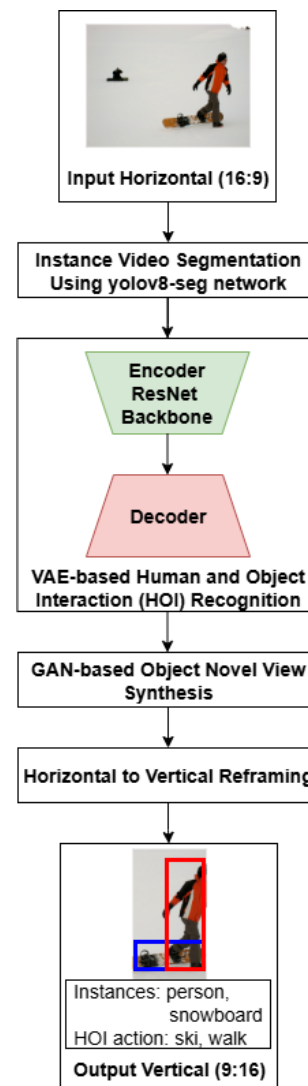 Input Horizontal (16:9)
Instance Video Segmentation
Using yolov8-seg network
Encoder
ResNet
Backbone
Decoder
VAE-based Human and Object
Interaction (HOI) Recognition
GAN-based Object Novel View
Synthesis
Horizontal to Vertical Reframing
Instances: person,
snowboard
HOI action: ski, walk
Output Vertical (9:16)